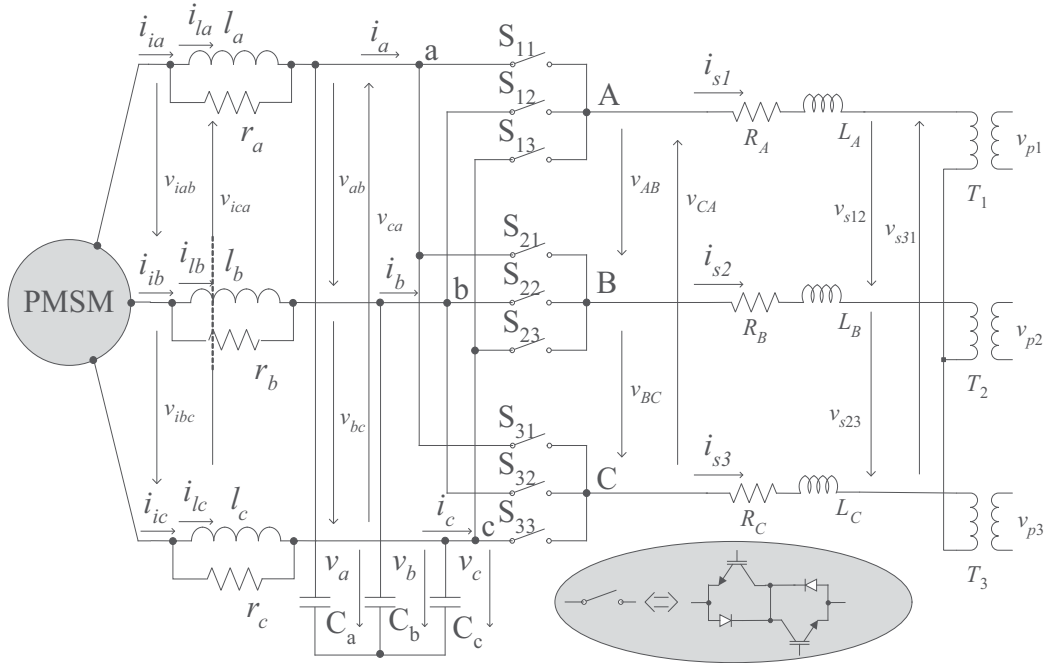 i_ia i_la l_a i_a a S_11
r_a S_12 A i_s1 R_A L_A v_p1
S_13 T_1
v_iab v_ica v_ab v_ca v_AB v_CA v_s12 v_s31
i_ib i_lb l_b i_b b S_21
PMSM S_22 B i_s2 R_B L_B v_p2
r_b S_23 T_2
v_ibc v_bc v_BC v_s23
S_31
i_ic i_lc l_c i_c c S_32 C i_s3 R_C L_C v_p3
S_33 T_3
r_c v_a v_b v_c
C_a C_b C_c